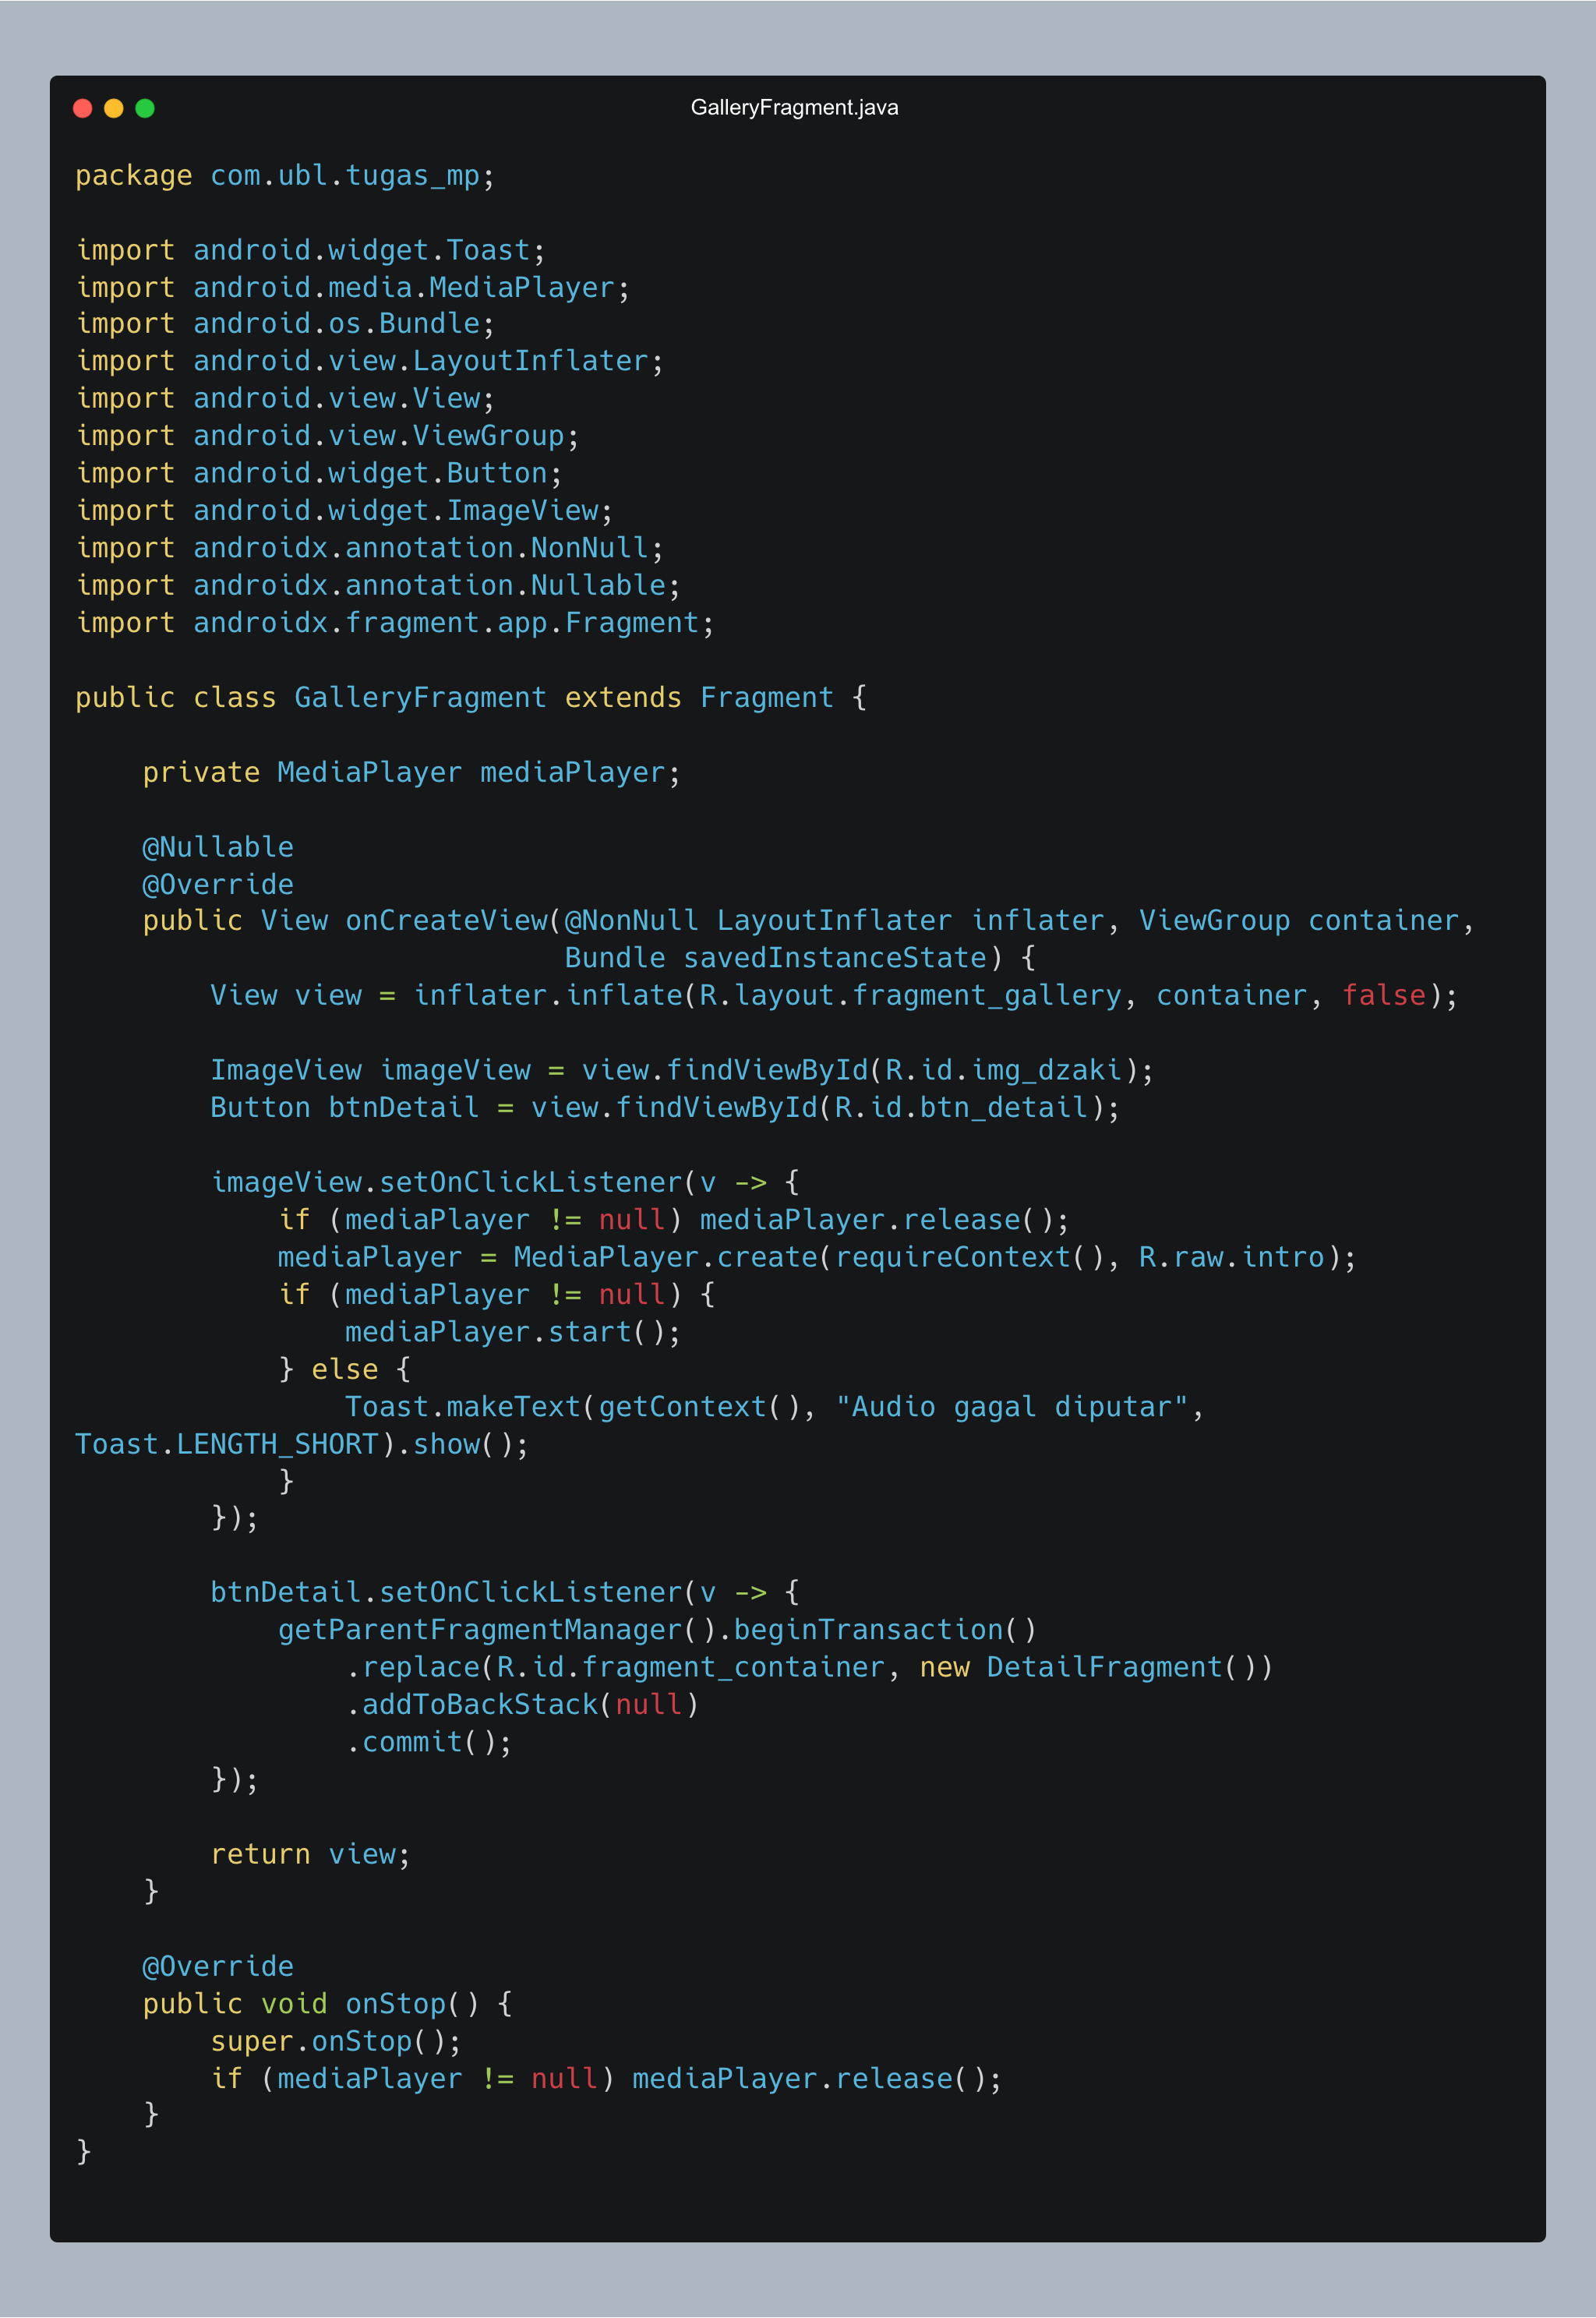 GalleryFragment.java
package com.ubl.tugas_mp;
import android.widget.Toast;
import android.media.MediaPlayer;
import android.os.Bundle;
import android.view.LayoutInflater;
import android.view.View;
import android.view.ViewGroup;
import android.widget.Button;
import android.widget.ImageView;
import androidx.annotation.NonNull;
import androidx.annotation.Nullable;
import androidx.fragment.app.Fragment;
public class GalleryFragment extends Fragment {
    private MediaPlayer mediaPlayer;
    @Nullable
    @Override
    public View onCreateView(@NonNull LayoutInflater inflater, ViewGroup container,
                             Bundle savedInstanceState) {
        View view = inflater.inflate(R.layout.fragment_gallery, container, false);
        ImageView imageView = view.findViewById(R.id.img_dzaki);
        Button btnDetail = view.findViewById(R.id.btn_detail);
        imageView.setOnClickListener(v -> {
            if (mediaPlayer != null) mediaPlayer.release();
            mediaPlayer = MediaPlayer.create(requireContext(), R.raw.intro);
            if (mediaPlayer != null) {
                mediaPlayer.start();
            } else {
                Toast.makeText(getContext(), "Audio gagal diputar",
Toast.LENGTH_SHORT).show();
            }
        });
        btnDetail.setOnClickListener(v -> {
            getParentFragmentManager().beginTransaction()
                .replace(R.id.fragment_container, new DetailFragment())
                .addToBackStack(null)
                .commit();
        });
        return view;
    }
    @Override
    public void onStop() {
        super.onStop();
        if (mediaPlayer != null) mediaPlayer.release();
    }
}